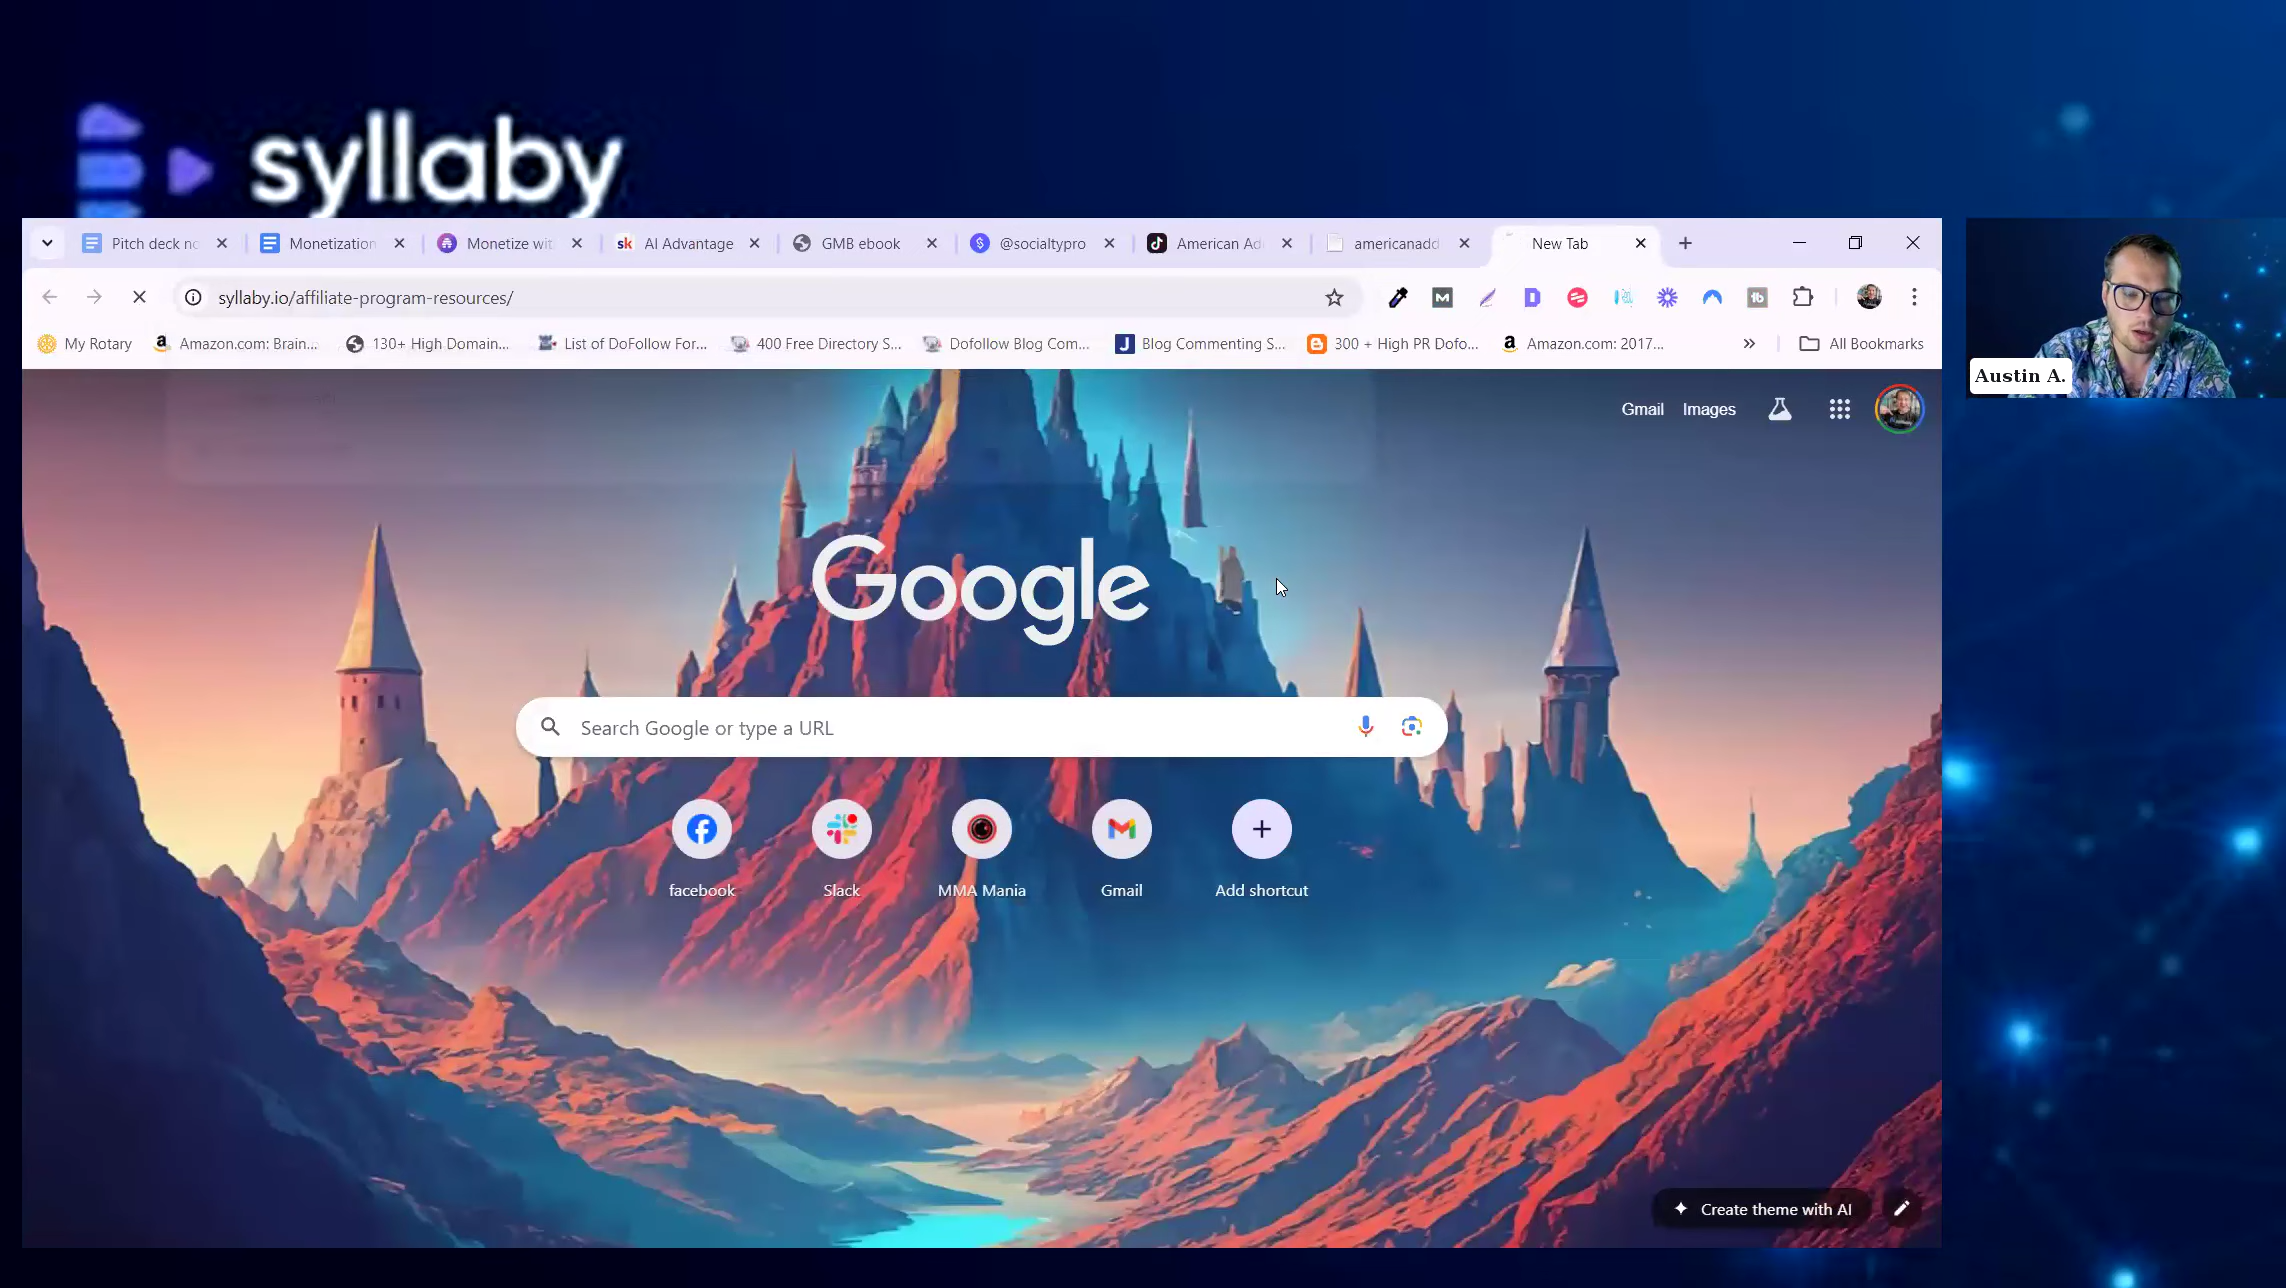 syllaby
Pitch deck no
Monetization
Monetize wit
sk AI Advantage
GMB ebook
@socialtypro
American Ad
americanadd
New Tab
syllaby.io/affiliate-program-resources/
My Rotary
Amazon.com: Brain...
130+ High Domain...
List of DoFollow For...
400 Free Directory S...
Dofollow Blog Com...
J Blog Commenting S...
300 + High PR Dofo...
Amazon.com: 2017...
All Bookmarks
Austin A.
Gmail
Images
Google
Search Google or type a URL
facebook
Slack
MMA Mania
Gmail
Add shortcut
Create theme with AI